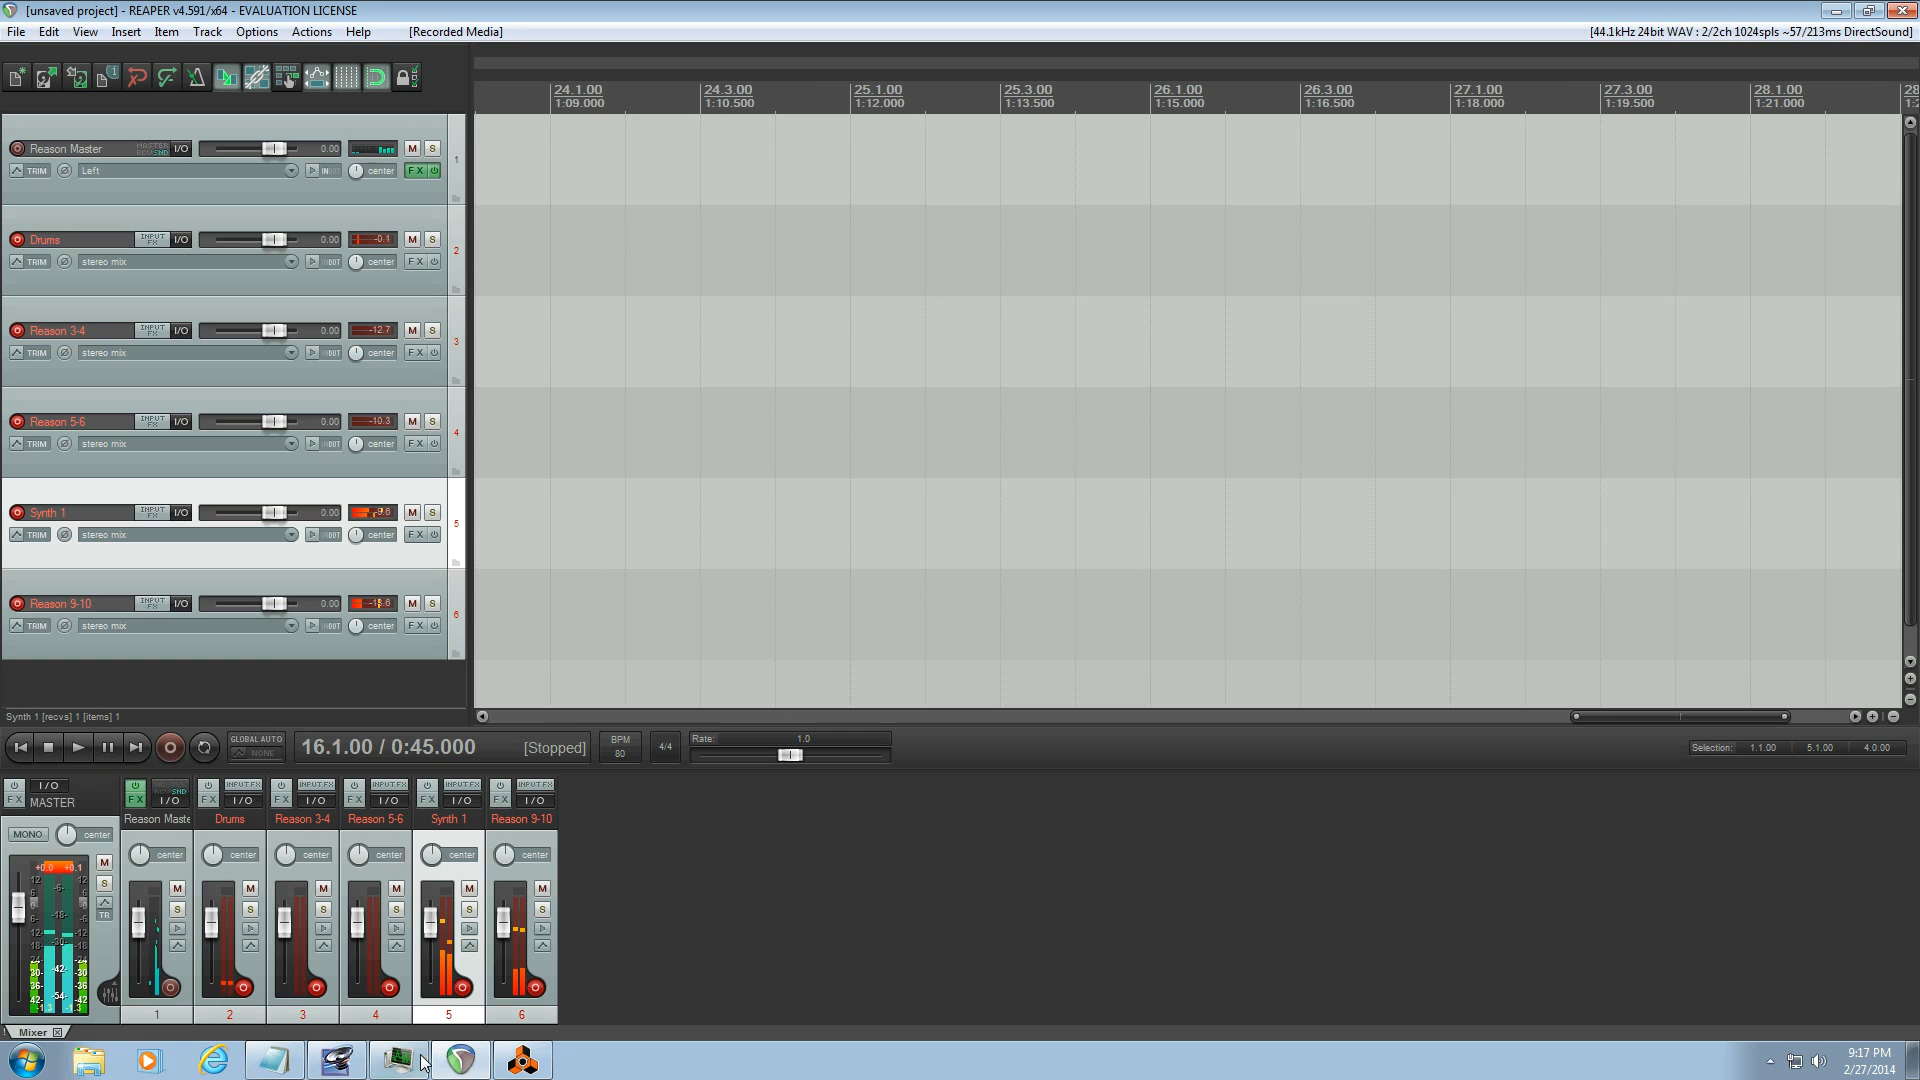 [unsaved project] - REAPER v4.591/x64 - EVALUATION LICENSE
File Edit View Insert Item Track Options Actions Help [Recorded Media]
[44.1kHz 24bit WAV : 2/2ch 1024spls ~57/213ms DirectSound]
24.1.00 24.3.00 25.1.00 25.3.00 26.1.00 26.3.00 27.1.00 27.3.00 28.1.00
1:09.000 1:10.500 1:12.000 1:13.500 1:15.000 1:16.500 1:18.000 1:19.500 1:21.000
Reason Master MASTER RCV SND I/O 0.00 M S 1
TRIM Left center FX
Drums INPUT FX I/O 0.00 -0.1 M S 2
TRIM stereo mix OUT center FX
Reason 3-4 INPUT FX I/O 0.00 -12.7 M S 3
TRIM stereo mix OUT center FX
Reason 5-6 INPUT FX I/O 0.00 -10.3 M S 4
TRIM stereo mix OUT center FX
Synth 1 INPUT FX I/O 0.00 M S 5
TRIM stereo mix OUT center FX
Reason 9-10 INPUT FX I/O 0.00 M S 6
TRIM stereo mix OUT center FX
Synth 1 [recvs] 1 [items] 1
GLOBAL AUTO
NONE
16.1.00 / 0:45.000 [Stopped]
BPM
80
4/4
Rate: 1.0
Selection: 1.1.00 5.1.00 4.0.00
FX I/O
MASTER
MONO center
M
S
TR
FX I/O FX INPUT FX I/O FX INPUT FX I/O FX INPUT FX I/O FX INPUT FX I/O FX INPUT FX I/O
Reason Maste Drums Reason 3-4 Reason 5-6 Synth 1 Reason 9-10
center center center center center center
M M M M M M
S S S S S S
1 2 3 4 5 6
Mixer
9:17 PM
2/27/2014